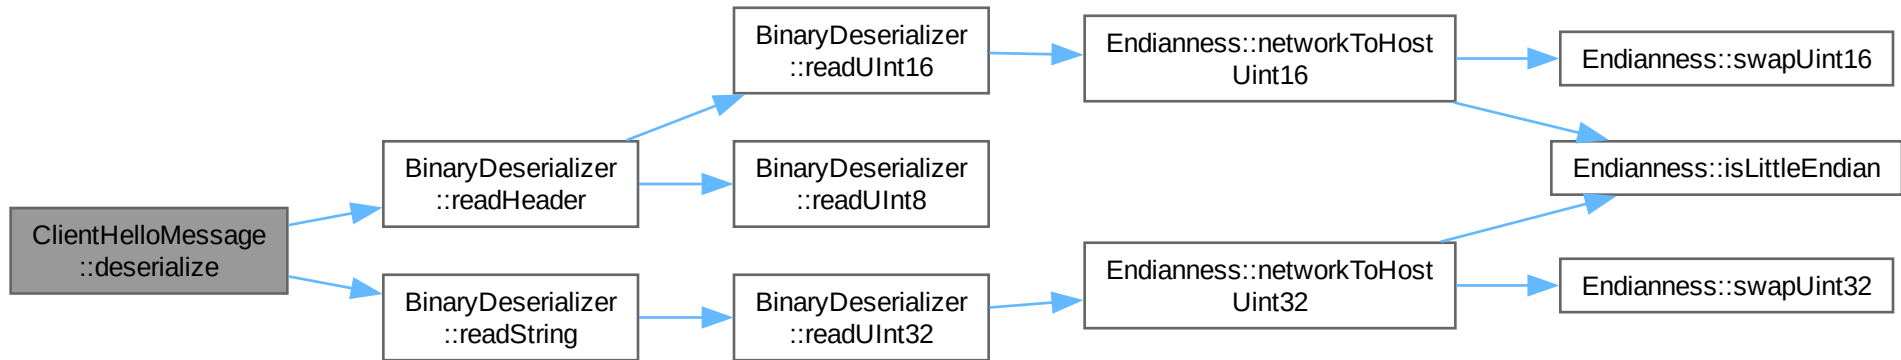 ClientHelloMessage
::deserialize
BinaryDeserializer
::readHeader
BinaryDeserializer
::readString
BinaryDeserializer
::readUInt16
BinaryDeserializer
::readUInt8
BinaryDeserializer
::readUInt32
Endianness::networkToHost
Uint16
Endianness::networkToHost
Uint32
Endianness::swapUint16
Endianness::isLittleEndian
Endianness::swapUint32